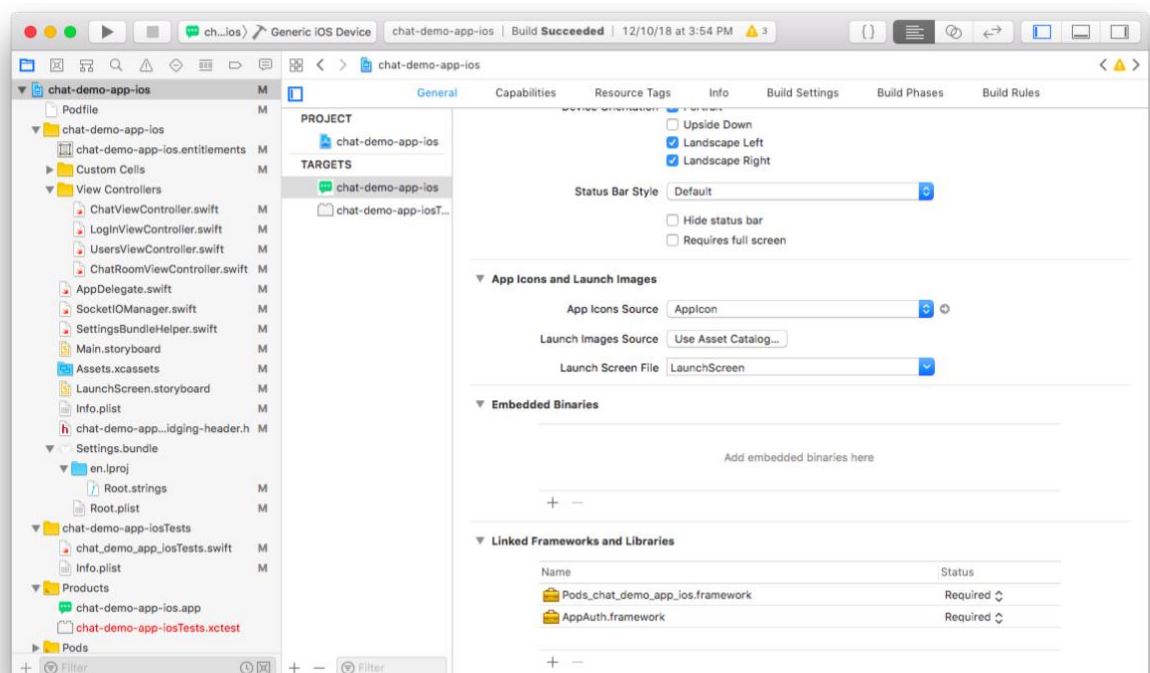 ch...ios⟩ Generic iOS Device
chat-demo-app-ios | Build Succeeded | 12/10/18 at 3:54 PM 3
{}
chat-demo-app-ios
chat-demo-app-ios M
Podfile M
chat-demo-app-ios
chat-demo-app-ios.entitlements M
Custom Cells M
View Controllers
ChatViewController.swift M
LogInViewController.swift M
UsersViewController.swift M
ChatRoomViewController.swift M
AppDelegate.swift M
SocketIOManager.swift M
SettingsBundleHelper.swift M
Main.storyboard M
Assets.xcassets M
LaunchScreen.storyboard M
Info.plist M
h chat-demo-app...idging-header.h M
Settings.bundle
en.lproj
Root.strings M
Root.plist M
chat-demo-app-iosTests
chat_demo_app_iosTests.swift M
Info.plist M
Products
chat-demo-app-ios.app
chat-demo-app-iosTests.xctest
Pods
Filter
General Capabilities Resource Tags Info Build Settings Build Phases Build Rules
PROJECT
chat-demo-app-ios
TARGETS
chat-demo-app-ios
chat-demo-app-iosT...
Filter
Device Orientation Portrait
Upside Down
Landscape Left
Landscape Right
Status Bar Style Default
Hide status bar
Requires full screen
App Icons and Launch Images
App Icons Source AppIcon
Launch Images Source Use Asset Catalog...
Launch Screen File LaunchScreen
Embedded Binaries
Add embedded binaries here
+ −
Linked Frameworks and Libraries
Name Status
Pods_chat_demo_app_ios.framework Required
AppAuth.framework Required
+ −